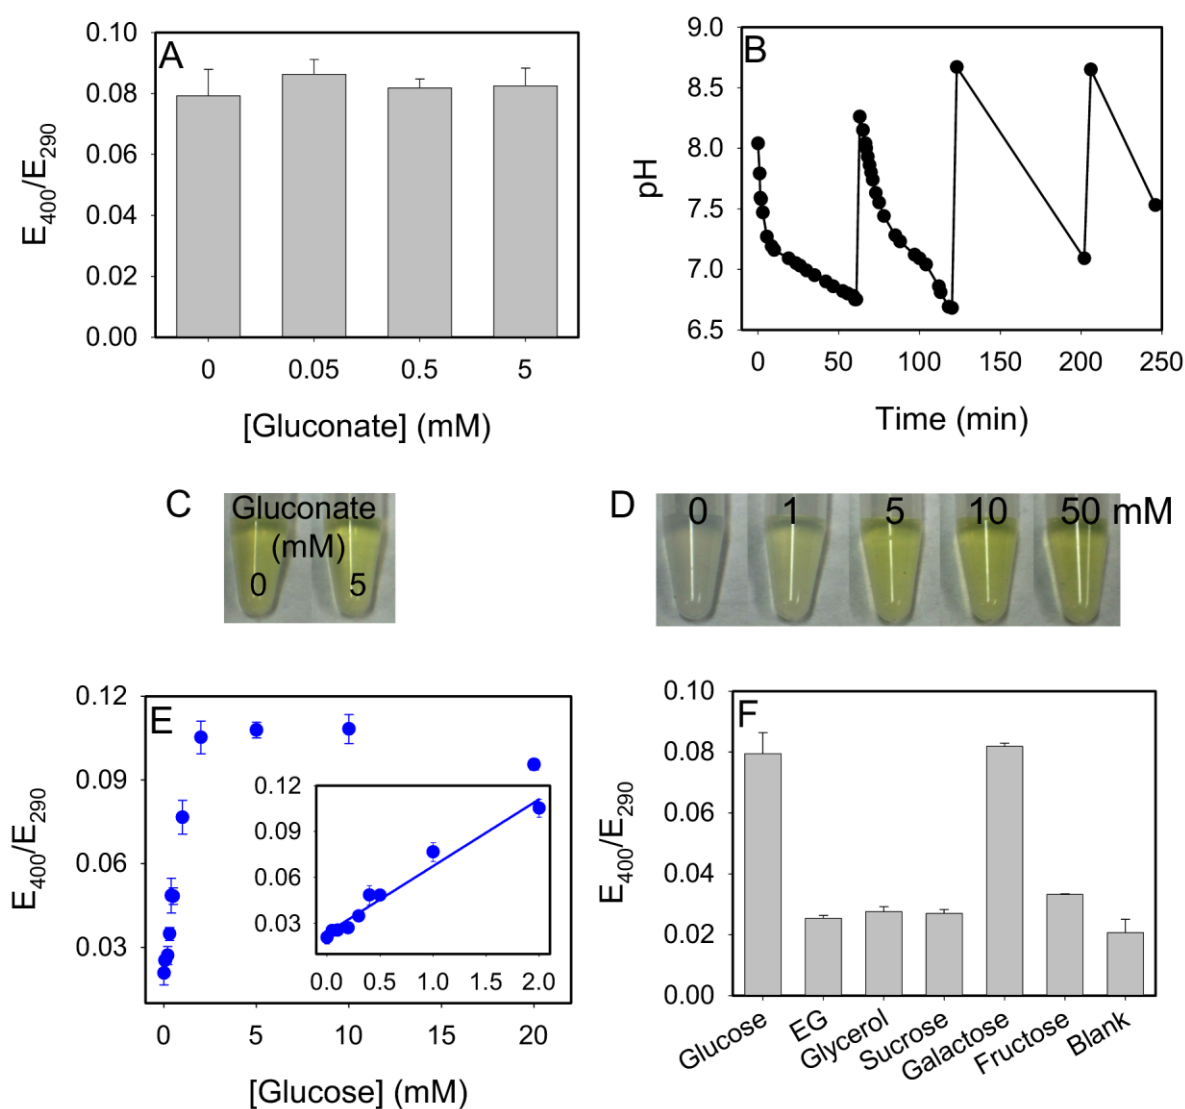 A
0.10
0.08
0.06
0.04
0.02
0.00
E400/E290
0
0.05
0.5
5
[Gluconate] (mM)
B
9.0
8.5
8.0
7.5
7.0
6.5
pH
0
50
100
150
200
250
Time (min)
C
Gluconate
(mM)
0
5
D
0
1
5
10
50 mM
E
0.12
0.09
0.06
0.03
E400/E290
0.12
0.09
0.06
0.03
0.0
0.5
1.0
1.5
2.0
0
5
10
15
20
[Glucose] (mM)
F
0.10
0.08
0.06
0.04
0.02
0.00
E400/E290
Glucose
EG
Glycerol
Sucrose
Galactose
Fructose
Blank